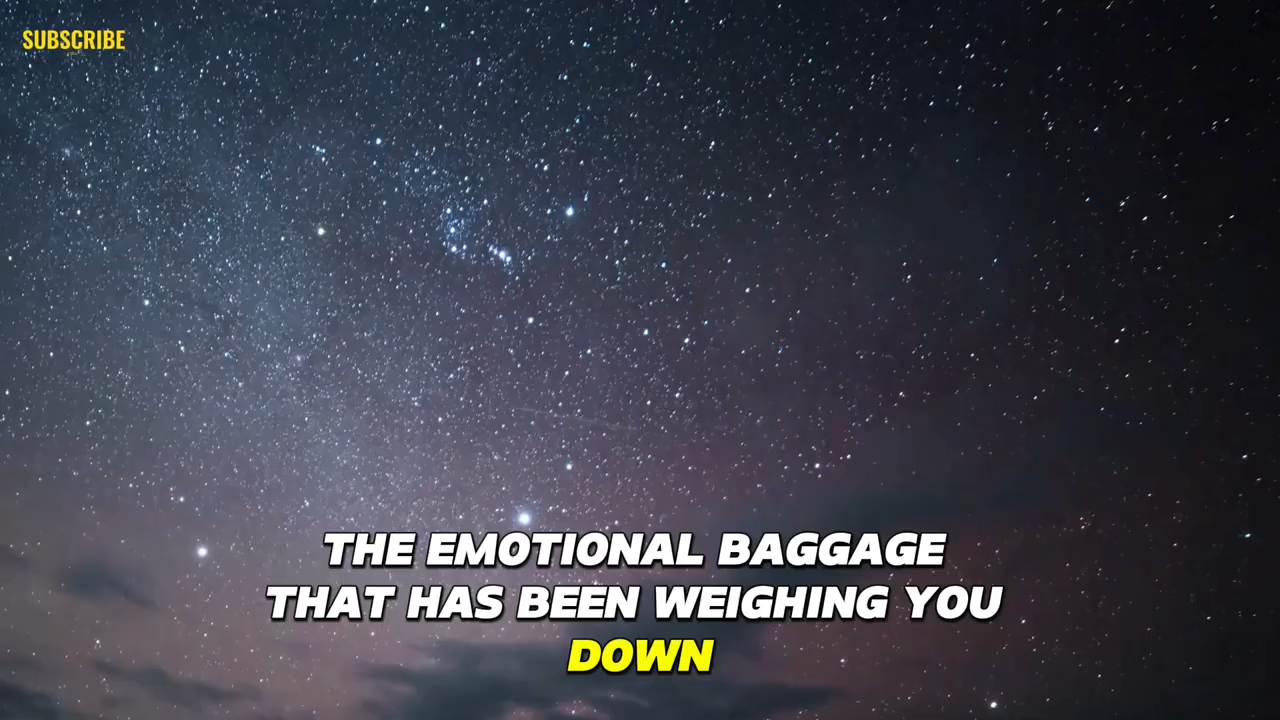 SUBSCRIBE
THE EMOTIONAL BAGGAGE
THAT HAS BEEN WEIGHING YOU
DOWN